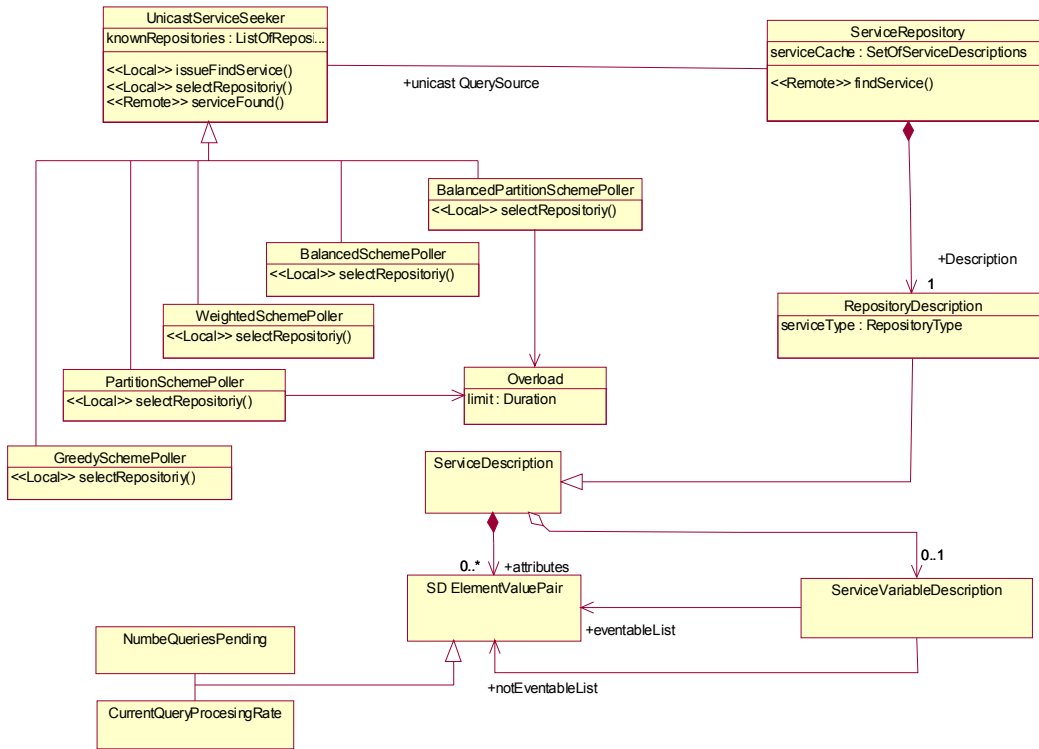 UnicastServiceSeeker
knownRepositories : ListOfReposi...
<<Local>> issueFindService()
<<Local>> selectRepositoriy()
<<Remote>> serviceFound()
+unicast QuerySource
ServiceRepository
serviceCache : SetOfServiceDescriptions
<<Remote>> findService()
BalancedPartitionSchemePoller
<<Local>> selectRepositoriy()
BalancedSchemePoller
<<Local>> selectRepositoriy()
+Description
1
WeightedSchemePoller
<<Local>> selectRepositoriy()
RepositoryDescription
serviceType : RepositoryType
PartitionSchemePoller
<<Local>> selectRepositoriy()
Overload
limit : Duration
GreedySchemePoller
<<Local>> selectRepositoriy()
ServiceDescription
0..* +attributes
0..1
SD ElementValuePair
ServiceVariableDescription
+eventableList
NumbeQueriesPending
+notEventableList
CurrentQueryProcesingRate